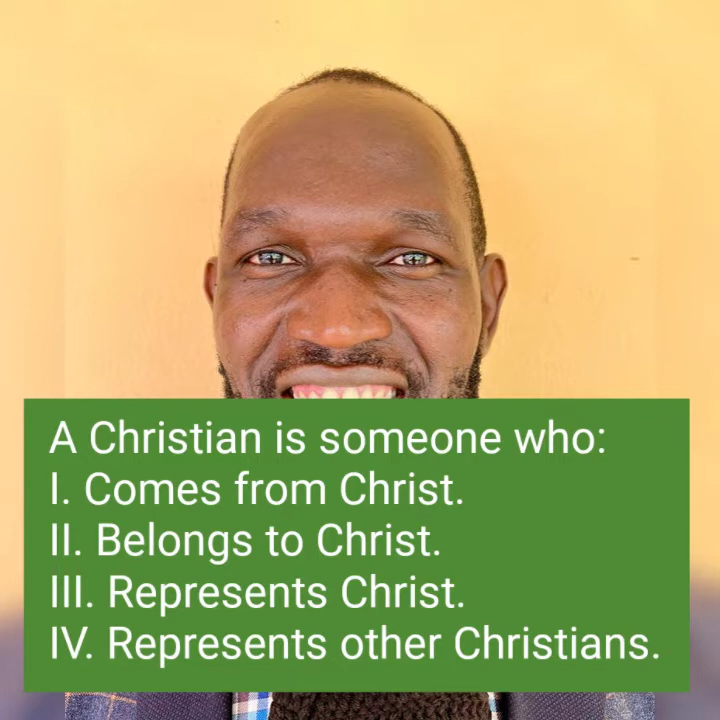 A Christian is someone who:
I. Comes from Christ.
II. Belongs to Christ.
III. Represents Christ.
IV. Represents other Christians.